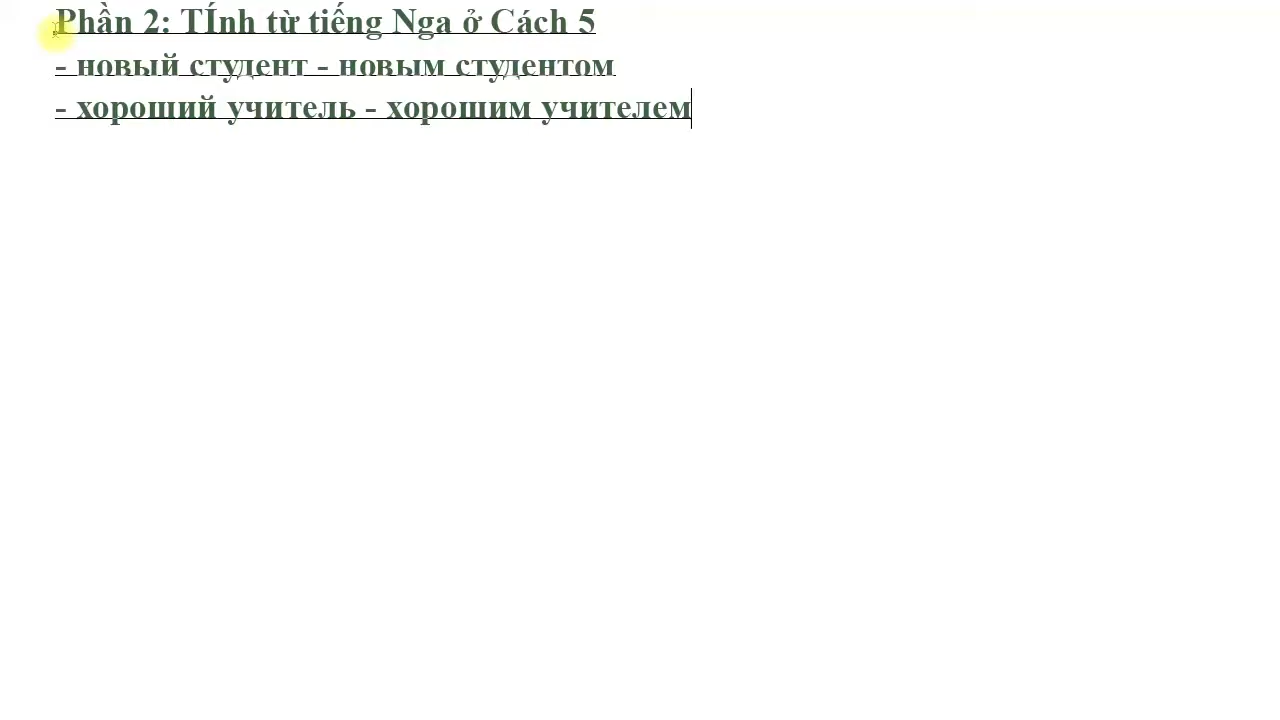 Phần 2: TÍnh từ tiếng Nga ở Cách 5
- новый студент - новым студентом
- хороший учитель - хорошим учителем